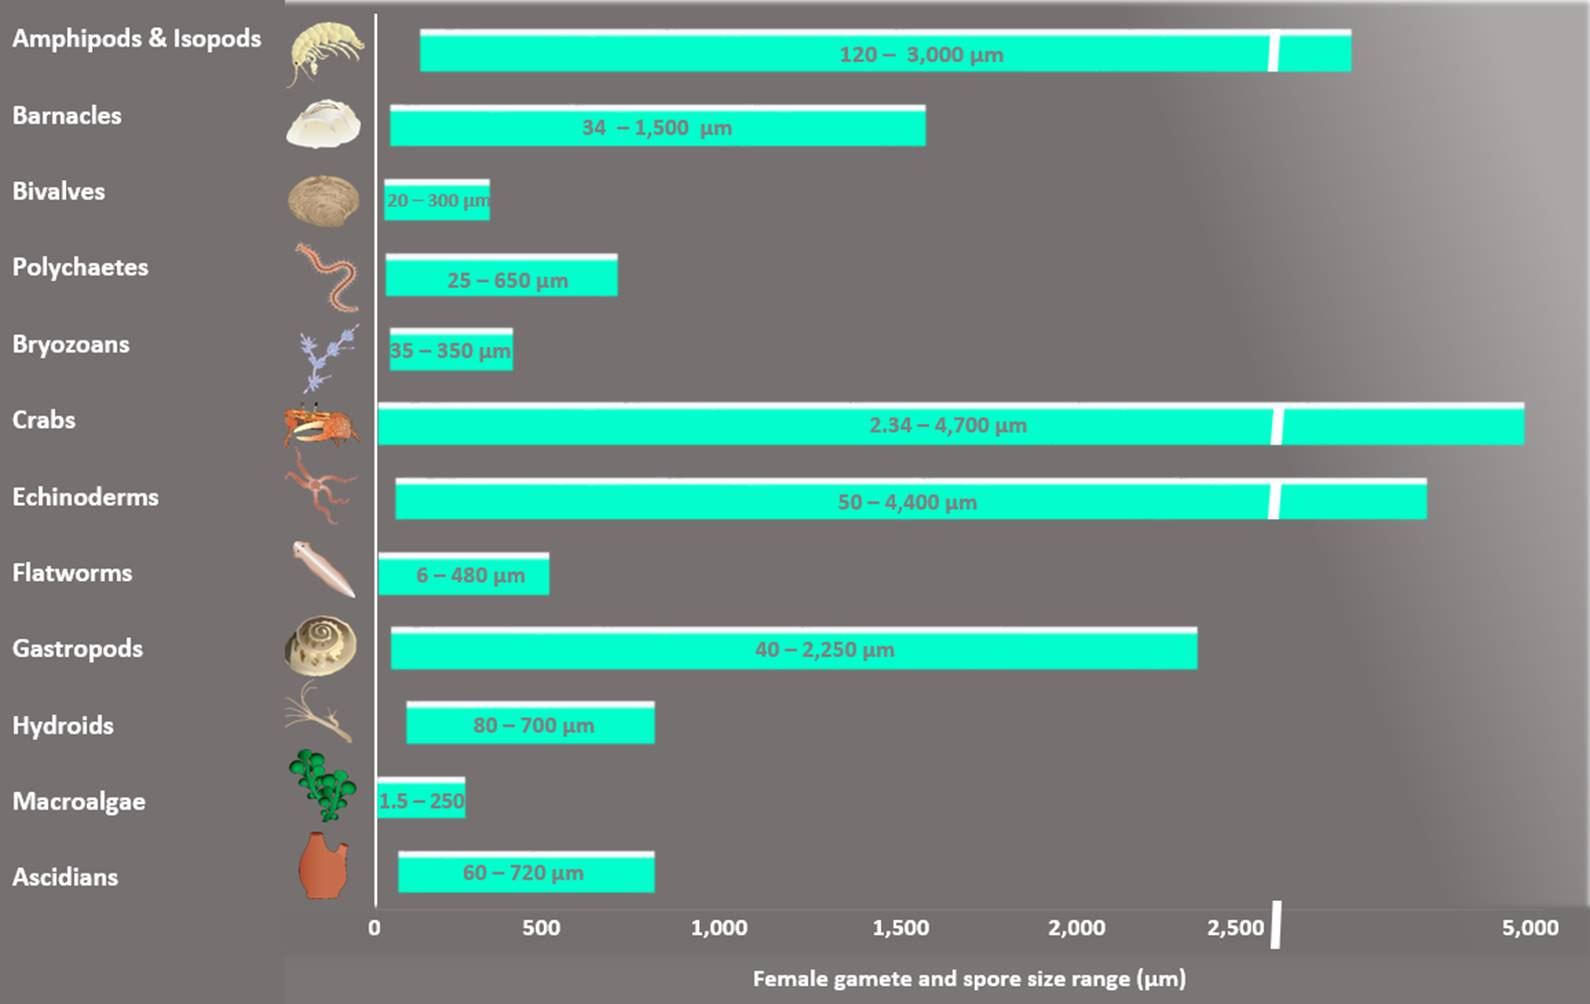 Amphipods & Isopods
120 – 3,000 µm
Barnacles
34 – 1,500 µm
Bivalves
20 – 300 µm
Polychaetes
25 – 650 µm
Bryozoans
35 – 350 µm
Crabs
2.34 – 4,700 µm
Echinoderms
50 – 4,400 µm
Flatworms
6 – 480 µm
Gastropods
40 – 2,250 µm
Hydroids
80 – 700 µm
Macroalgae
1.5 – 250
Ascidians
60 – 720 µm
0 500 1,000 1,500 2,000 2,500 5,000
Female gamete and spore size range (µm)